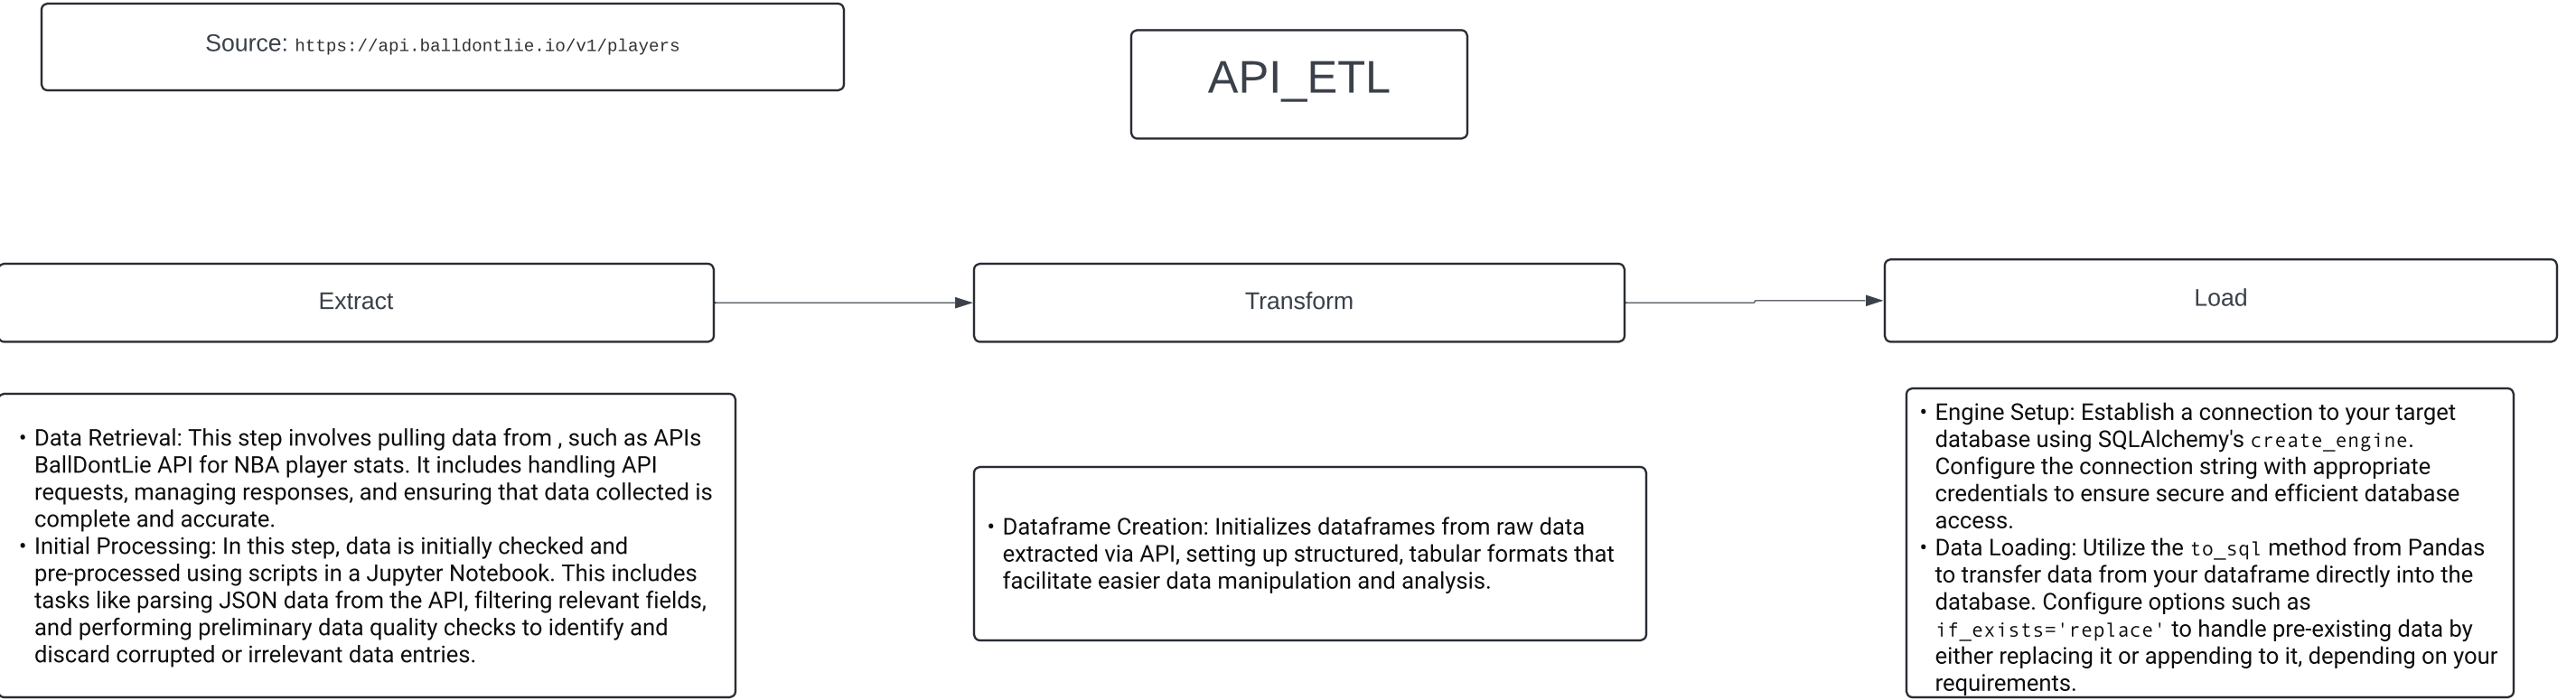 Source: https://api.balldontlie.io/v1/players
API_ETL
Extract
Transform
Load
• Data Retrieval: This step involves pulling data from , such as APIs
BallDontLie API for NBA player stats. It includes handling API
requests, managing responses, and ensuring that data collected is
complete and accurate.
• Initial Processing: In this step, data is initially checked and
pre-processed using scripts in a Jupyter Notebook. This includes
tasks like parsing JSON data from the API, filtering relevant fields,
and performing preliminary data quality checks to identify and
discard corrupted or irrelevant data entries.
• Dataframe Creation: Initializes dataframes from raw data
extracted via API, setting up structured, tabular formats that
facilitate easier data manipulation and analysis.
• Engine Setup: Establish a connection to your target
database using SQLAlchemy's create_engine.
Configure the connection string with appropriate
credentials to ensure secure and efficient database
access.
• Data Loading: Utilize the to_sql method from Pandas
to transfer data from your dataframe directly into the
database. Configure options such as
if_exists='replace' to handle pre-existing data by
either replacing it or appending to it, depending on your
requirements.